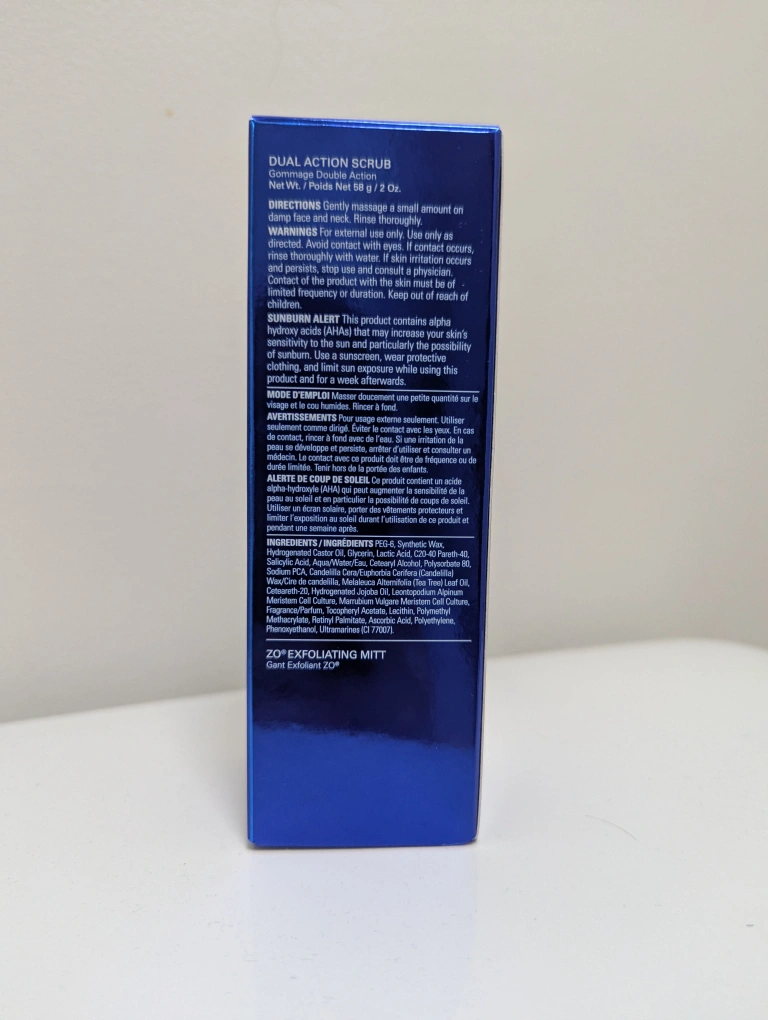 DUAL ACTION SCRUB
Gommage Double Action
Net Wt. / Poids Net 58 g / 2 Oz.
DIRECTIONS Gently massage a small amount on
damp face and neck. Rinse thoroughly.
WARNINGS For external use only. Use only as
directed. Avoid contact with eyes. If contact occurs,
rinse thoroughly with water. If skin irritation occurs
and persists, stop use and consult a physician.
Contact of the product with the skin must be of
limited frequency or duration. Keep out of reach of
children.
SUNBURN ALERT This product contains alpha
hydroxy acids (AHAs) that may increase your skin's
sensitivity to the sun and particularly the possibility
of sunburn. Use a sunscreen, wear protective
clothing, and limit sun exposure while using this
product and for a week afterwards.
MODE D'EMPLOI Masser doucement une petite quantité sur le
visage et le cou humides. Rincer à fond.
AVERTISSEMENTS Pour usage externe seulement. Utiliser
seulement comme dirigé. Éviter le contact avec les yeux. En cas
de contact, rincer à fond avec de l'eau. Si une irritation de la
peau se développe et persiste, arrêter d'utiliser et consulter un
médecin. Le contact avec ce produit doit être de fréquence ou de
durée limitée. Tenir hors de la portée des enfants.
ALERTE DE COUP DE SOLEIL Ce produit contient un acide
alpha-hydroxyle (AHA) qui peut augmenter la sensibilité de la
peau au soleil et en particulier la possibilité de coups de soleil.
Utiliser un écran solaire, porter des vêtements protecteurs et
limiter l'exposition au soleil durant l'utilisation de ce produit et
pendant une semaine après.
INGREDIENTS / INGRÉDIENTS PEG-6, Synthetic Wax,
Hydrogenated Castor Oil, Glycerin, Lactic Acid, C20-40 Pareth-40,
Salicylic Acid, Aqua/Water/Eau, Cetearyl Alcohol, Polysorbate 80,
Sodium PCA, Candelilla Cera/Euphorbia Cerifera (Candelilla)
Wax/Cire de candelilla, Melaleuca Alternifolia (Tea Tree) Leaf Oil,
Ceteareth-20, Hydrogenated Jojoba Oil, Leontopodium Alpinum
Meristem Cell Culture, Marrubium Vulgare Meristem Cell Culture,
Fragrance/Parfum, Tocopheryl Acetate, Lecithin, Polymethyl
Methacrylate, Retinyl Palmitate, Ascorbic Acid, Polyethylene,
Phenoxyethanol, Ultramarines (CI 77007).
ZO® EXFOLIATING MITT
Gant Exfoliant ZO®